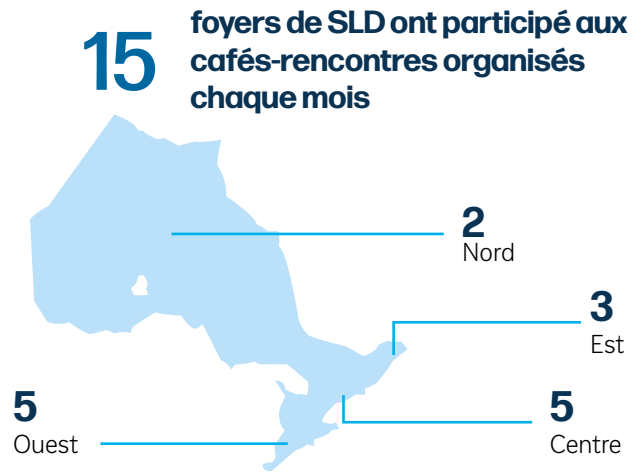 15
foyers de SLD ont participé aux
cafés-rencontres organisés
chaque mois
2
Nord
3
Est
5
Ouest
5
Centre